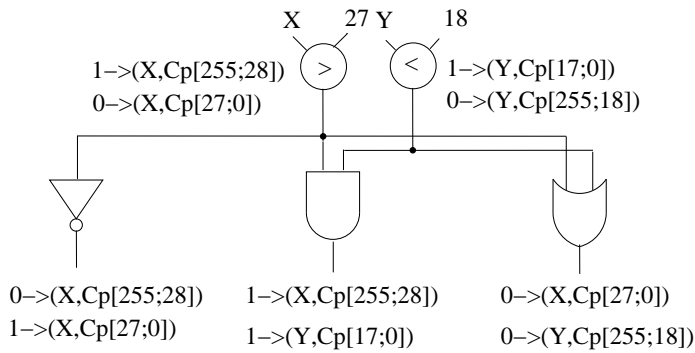 X 27 Y 18
> <
1−>(X,Cp[255;28]) 1−>(Y,Cp[17;0])
0−>(X,Cp[27;0]) 0−>(Y,Cp[255;18])
0−>(X,Cp[255;28]) 1−>(X,Cp[255;28]) 0−>(X,Cp[27;0])
1−>(X,Cp[27;0]) 1−>(Y,Cp[17;0]) 0−>(Y,Cp[255;18])